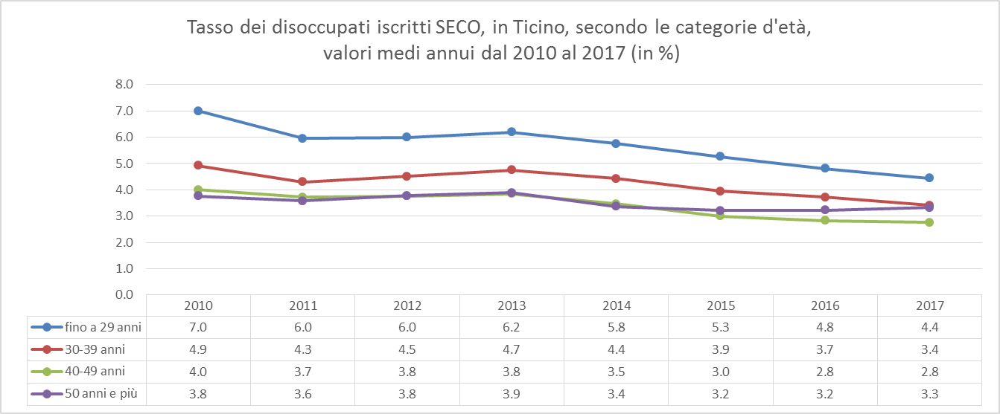 Tasso dei disoccupati iscritti SECO, in Ticino, secondo le categorie d'età,
valori medi annui dal 2010 al 2017 (in %)
8.0
7.0
6.0
5.0
4.0
3.0
2.0
1.0
0.0
2010 2011 2012 2013 2014 2015 2016 2017
fino a 29 anni 7.0 6.0 6.0 6.2 5.8 5.3 4.8 4.4
30-39 anni 4.9 4.3 4.5 4.7 4.4 3.9 3.7 3.4
40-49 anni 4.0 3.7 3.8 3.8 3.5 3.0 2.8 2.8
50 anni e più 3.8 3.6 3.8 3.9 3.4 3.2 3.2 3.3